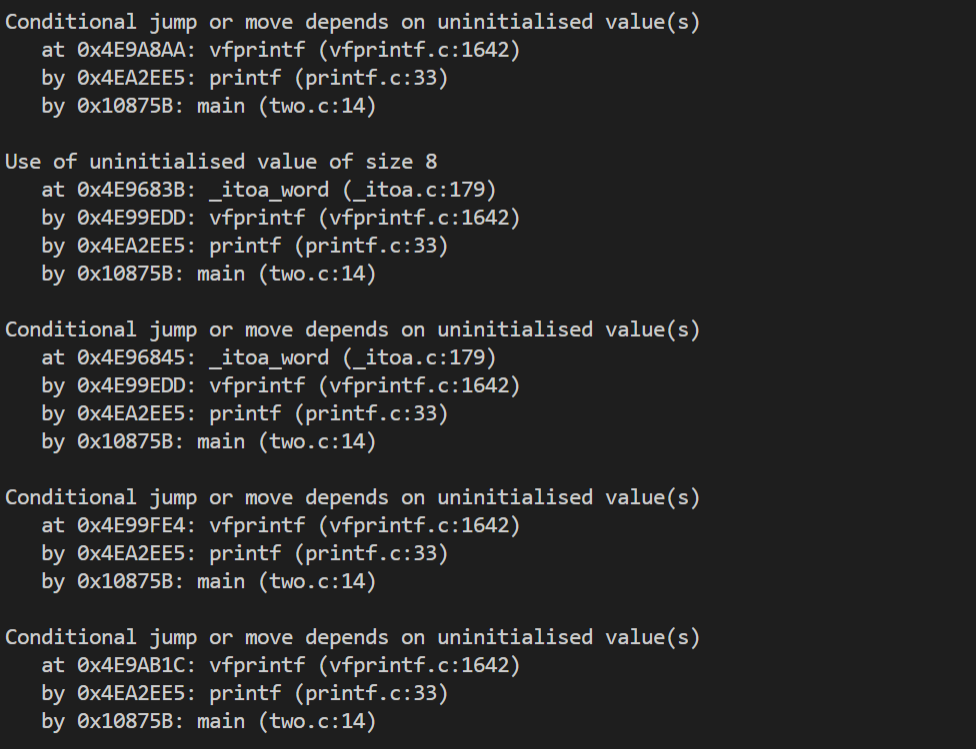 Conditional jump or move depends on uninitialised value(s)
at 0x4E9A8AA: vfprintf (vfprintf.c:1642)
by 0x4EA2EE5: printf (printf.c:33)
by 0x10875B: main (two.c:14)
Use of uninitialised value of size 8
at 0x4E9683B: _itoa_word (_itoa.c:179)
by 0x4E99EDD: vfprintf (vfprintf.c:1642)
by 0x4EA2EE5: printf (printf.c:33)
by 0x10875B: main (two.c:14)
Conditional jump or move depends on uninitialised value(s)
at 0x4E96845: _itoa_word (_itoa.c:179)
by 0x4E99EDD: vfprintf (vfprintf.c:1642)
by 0x4EA2EE5: printf (printf.c:33)
by 0x10875B: main (two.c:14)
Conditional jump or move depends on uninitialised value(s)
at 0x4E99FE4: vfprintf (vfprintf.c:1642)
by 0x4EA2EE5: printf (printf.c:33)
by 0x10875B: main (two.c:14)
Conditional jump or move depends on uninitialised value(s)
at 0x4E9AB1C: vfprintf (vfprintf.c:1642)
by 0x4EA2EE5: printf (printf.c:33)
by 0x10875B: main (two.c:14)